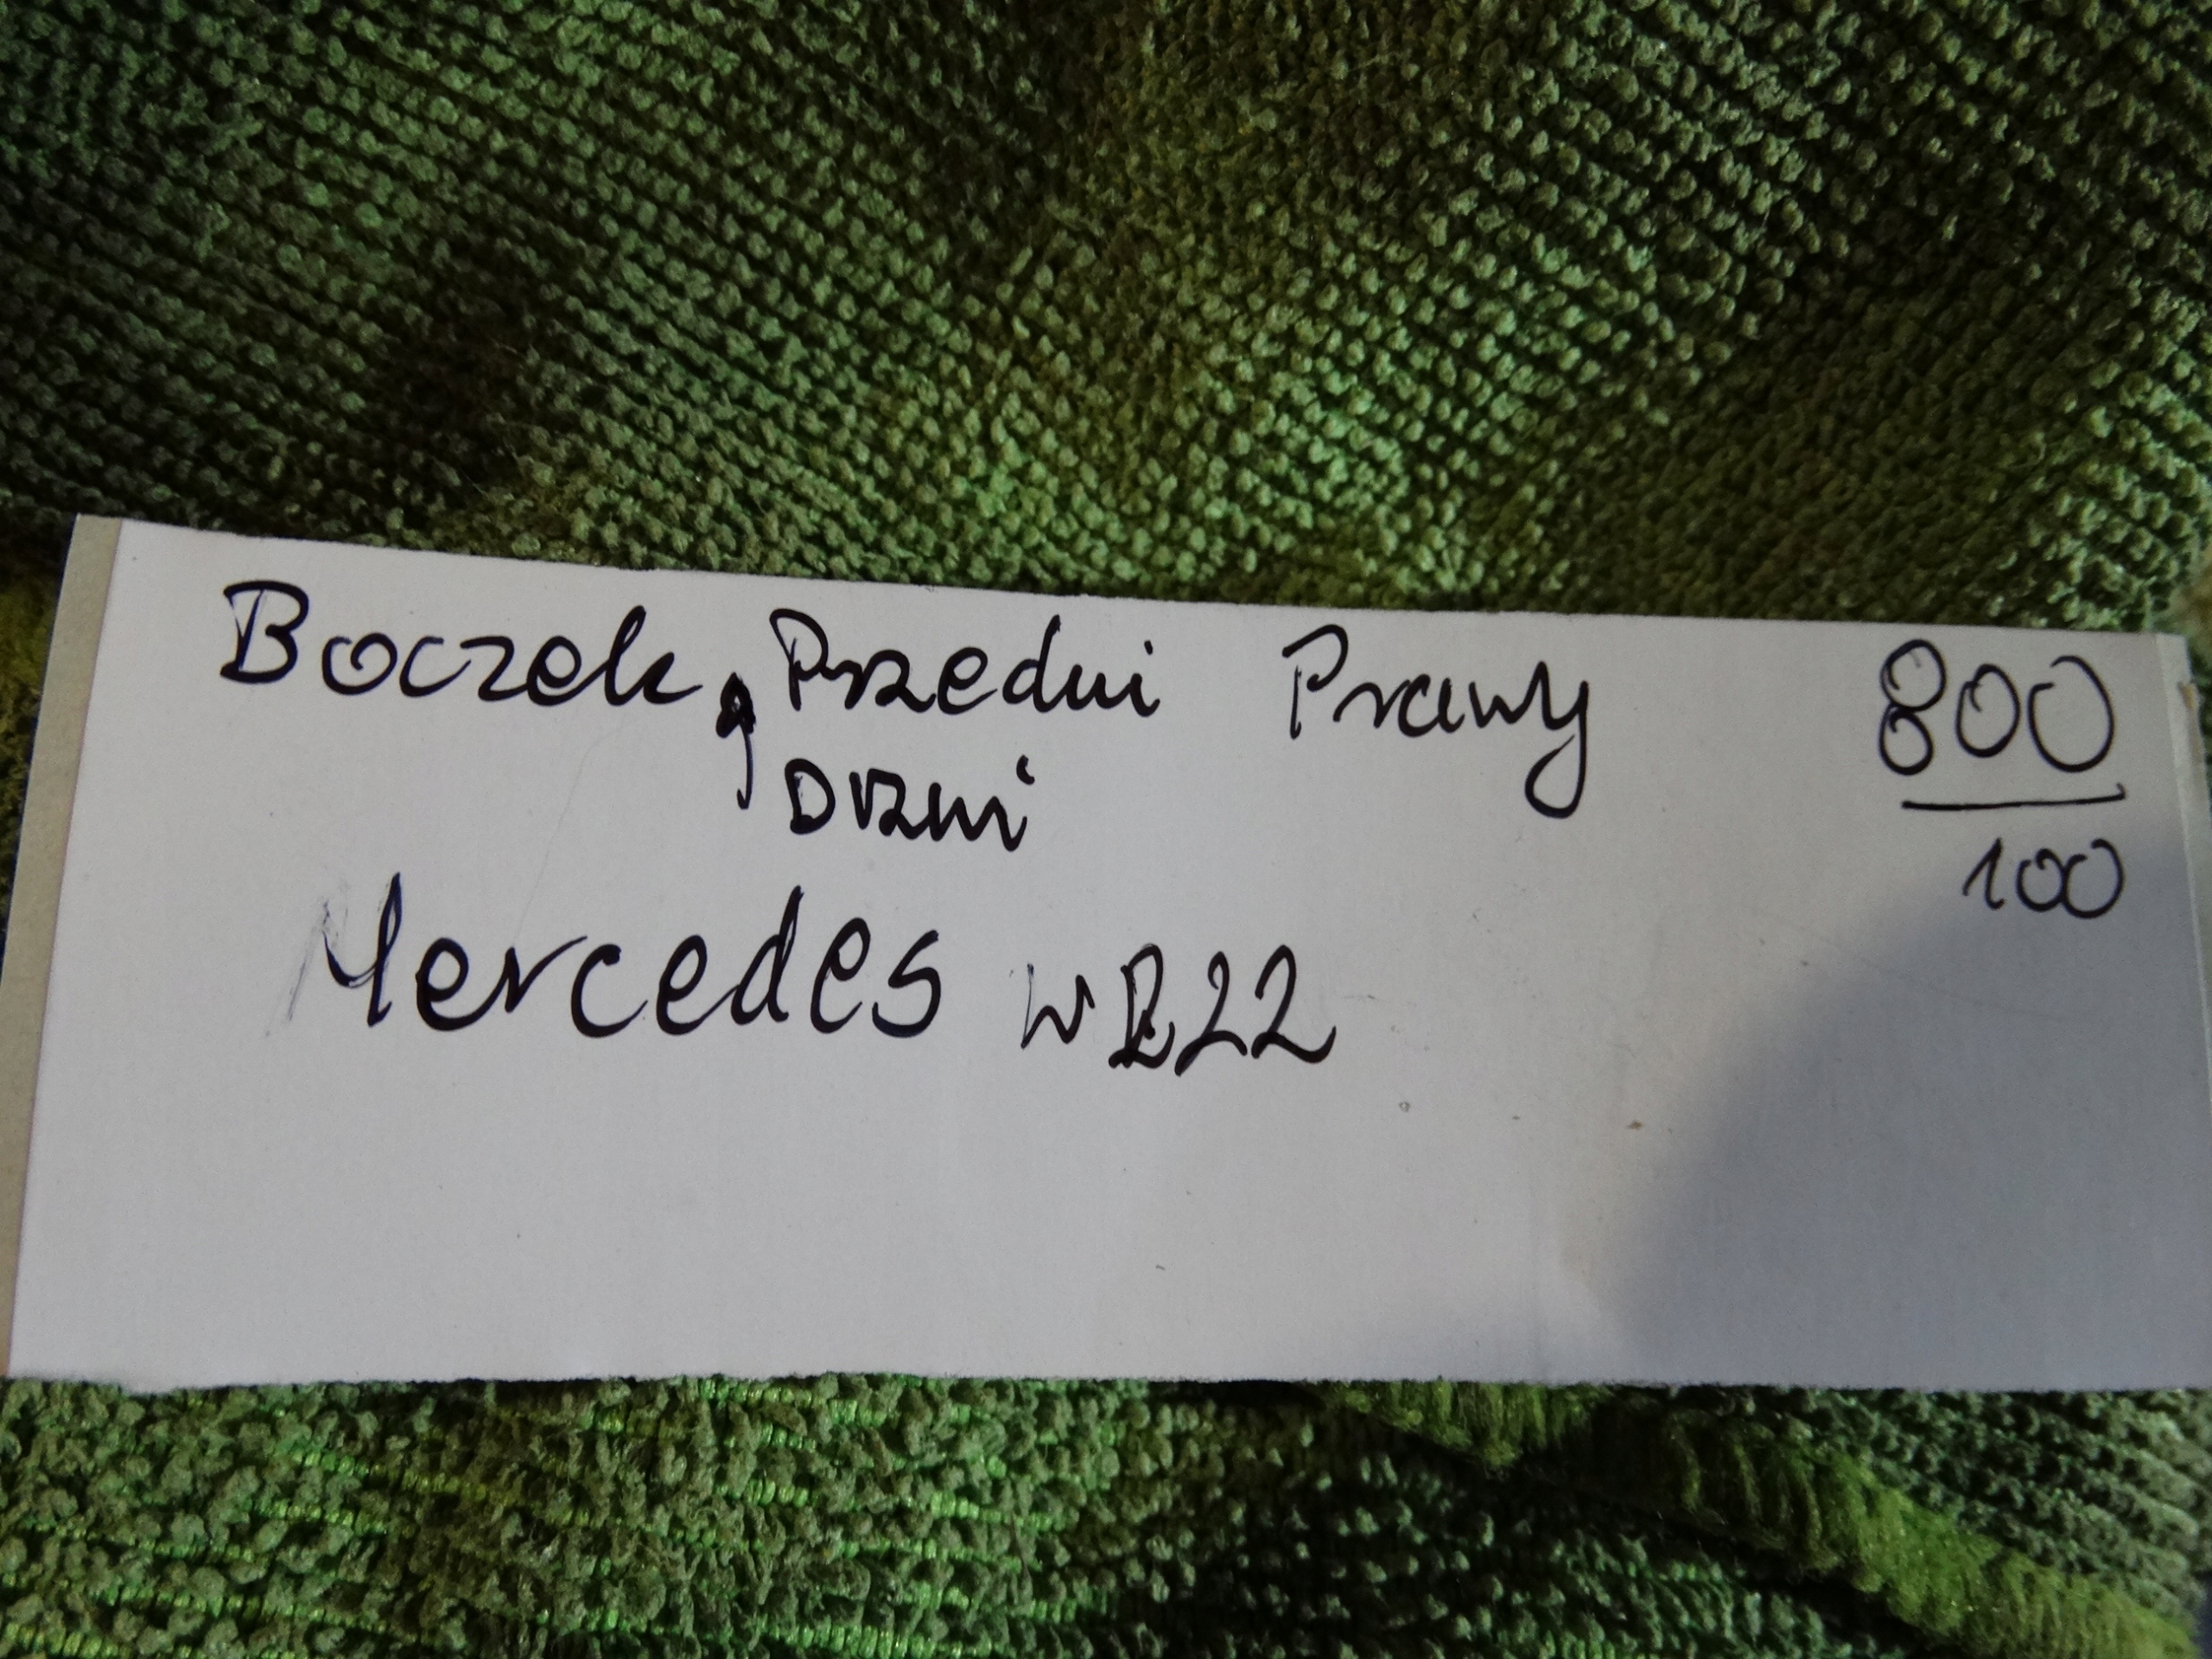 Boczek Przedni Prawy 800
Drzwi 100
Mercedes W222